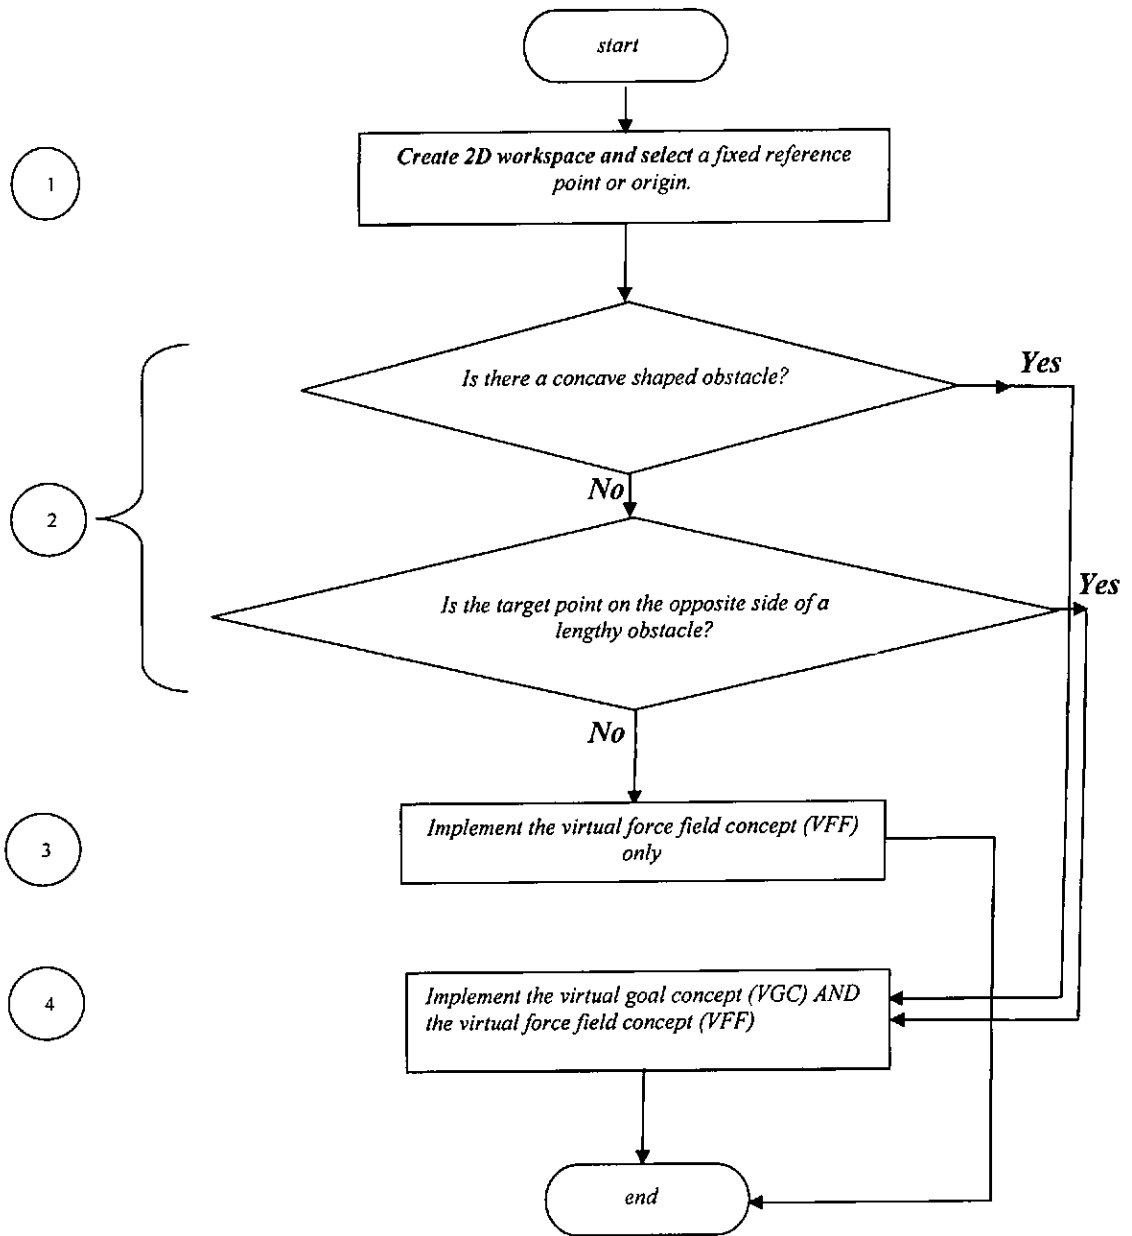 start
1
Create 2D workspace and select a fixed reference
point or origin.
Is there a concave shaped obstacle?
Yes
2
No
Is the target point on the opposite side of a
lengthy obstacle?
Yes
No
3
Implement the virtual force field concept (VFF)
only
4
Implement the virtual goal concept (VGC) AND
the virtual force field concept (VFF)
end